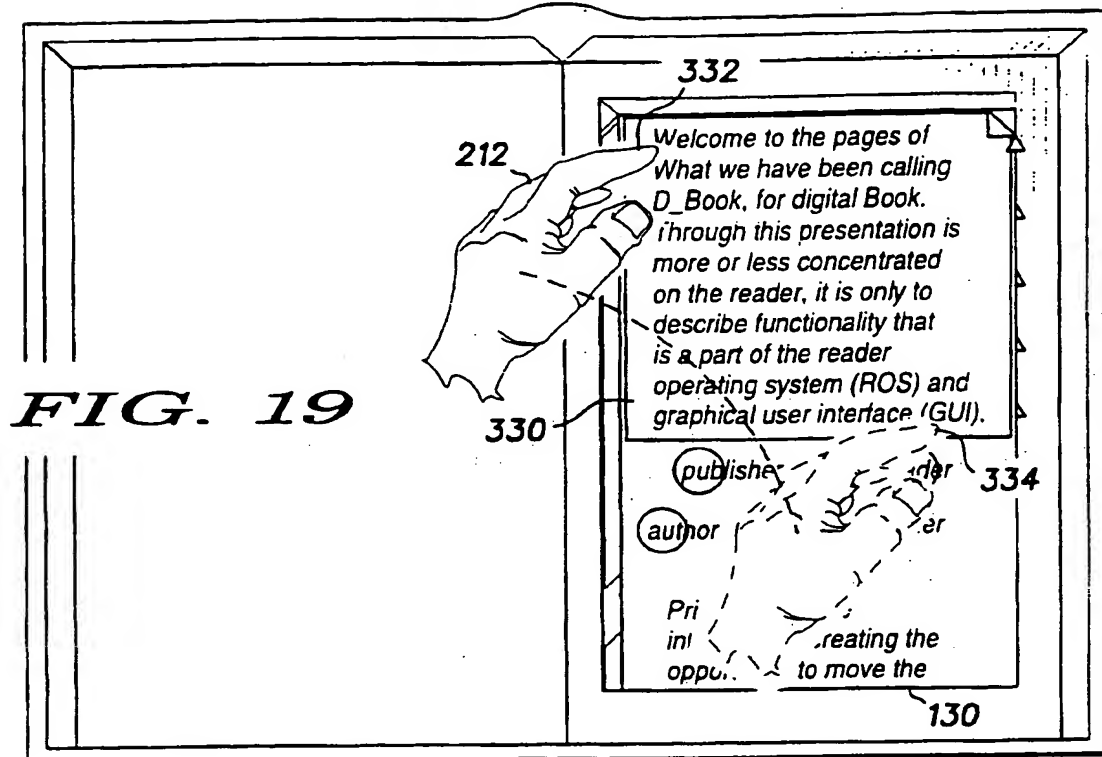 332
212
Welcome to the pages of
What we have been calling
D_Book, for digital Book.
Through this presentation is
more or less concentrated
on the reader, it is only to
describe functionality that
is a part of the reader
operating system (ROS) and
graphical user interface (GUI).
FIG. 19
330
334
author
Pri
the
to move the
130